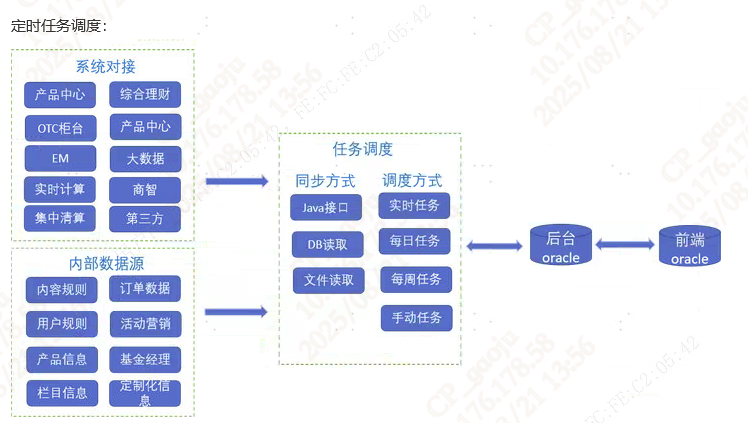 定时任务调度：
系统对接
产品中心
综合理财
OTC柜台
产品中心
EM
大数据
实时计算
商智
集中清算
第三方
内部数据源
内容规则
订单数据
用户规则
活动营销
产品信息
基金经理
栏目信息
定制化信
息
任务调度
同步方式
调度方式
Java接口
实时任务
DB读取
每日任务
文件读取
每周任务
手动任务
后台
oracle
前端
oracle
CP_gaoju
10.176.178.58
2025/08/21 13:56
FE:FC:FE:C2:05:42